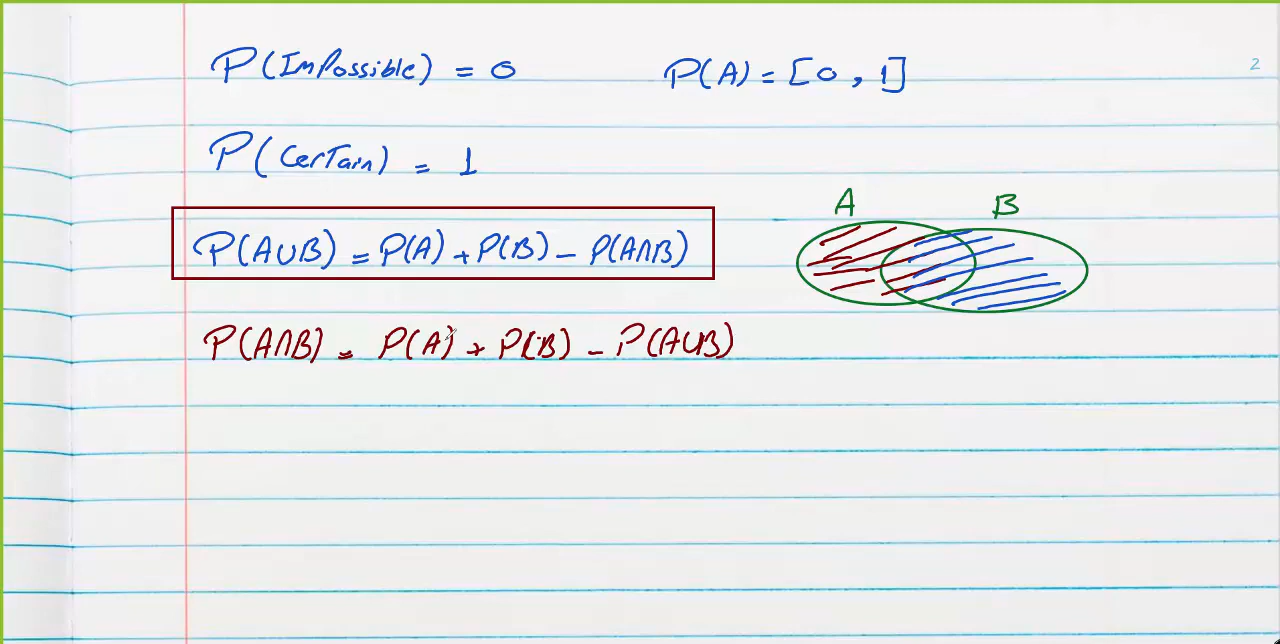 P(Impossible) = 0
P(A) = [0, 1]
2
P(Certain) = 1
A
B
P(A∪B) = P(A) + P(B) - P(A∩B)
P(A∩B) = P(A) + P(B) - P(A∪B)